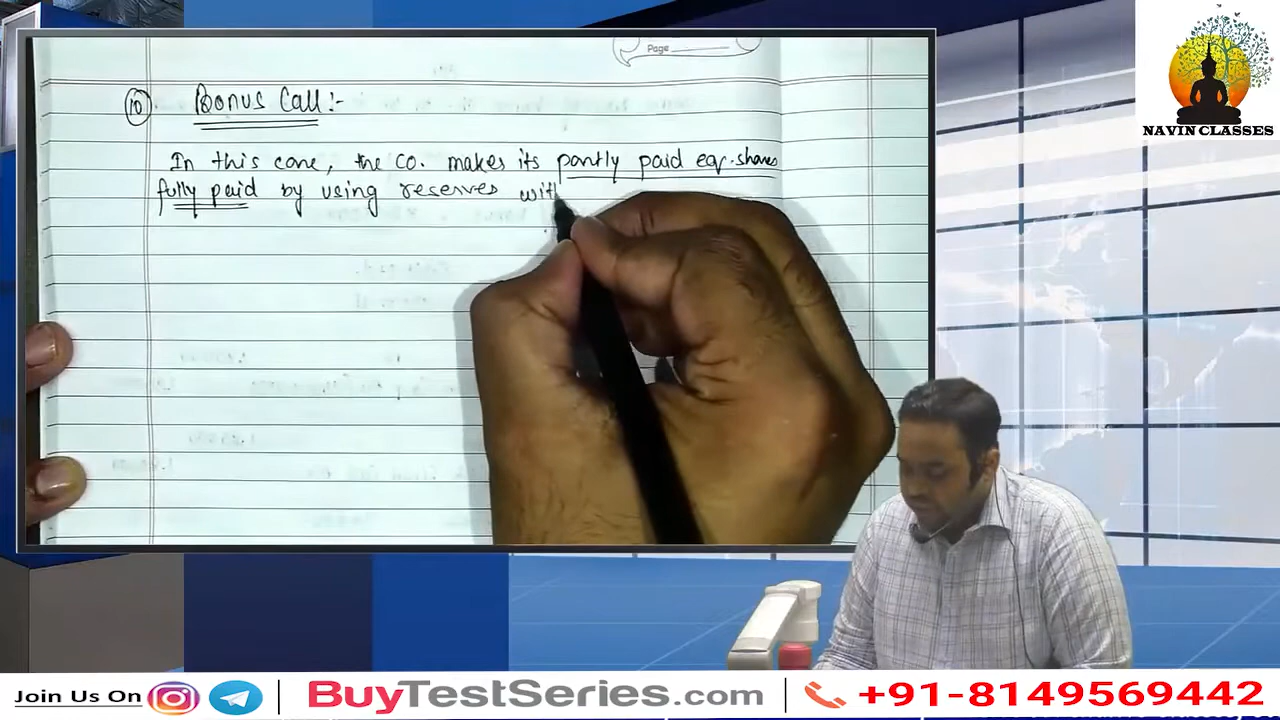 Page
10 Bonus Call:-
In this case, the co. makes its partly paid eq. shares
fully paid by using reserves with
NAVIN CLASSES
Join Us On BuyTestSeries.com +91-8149569442